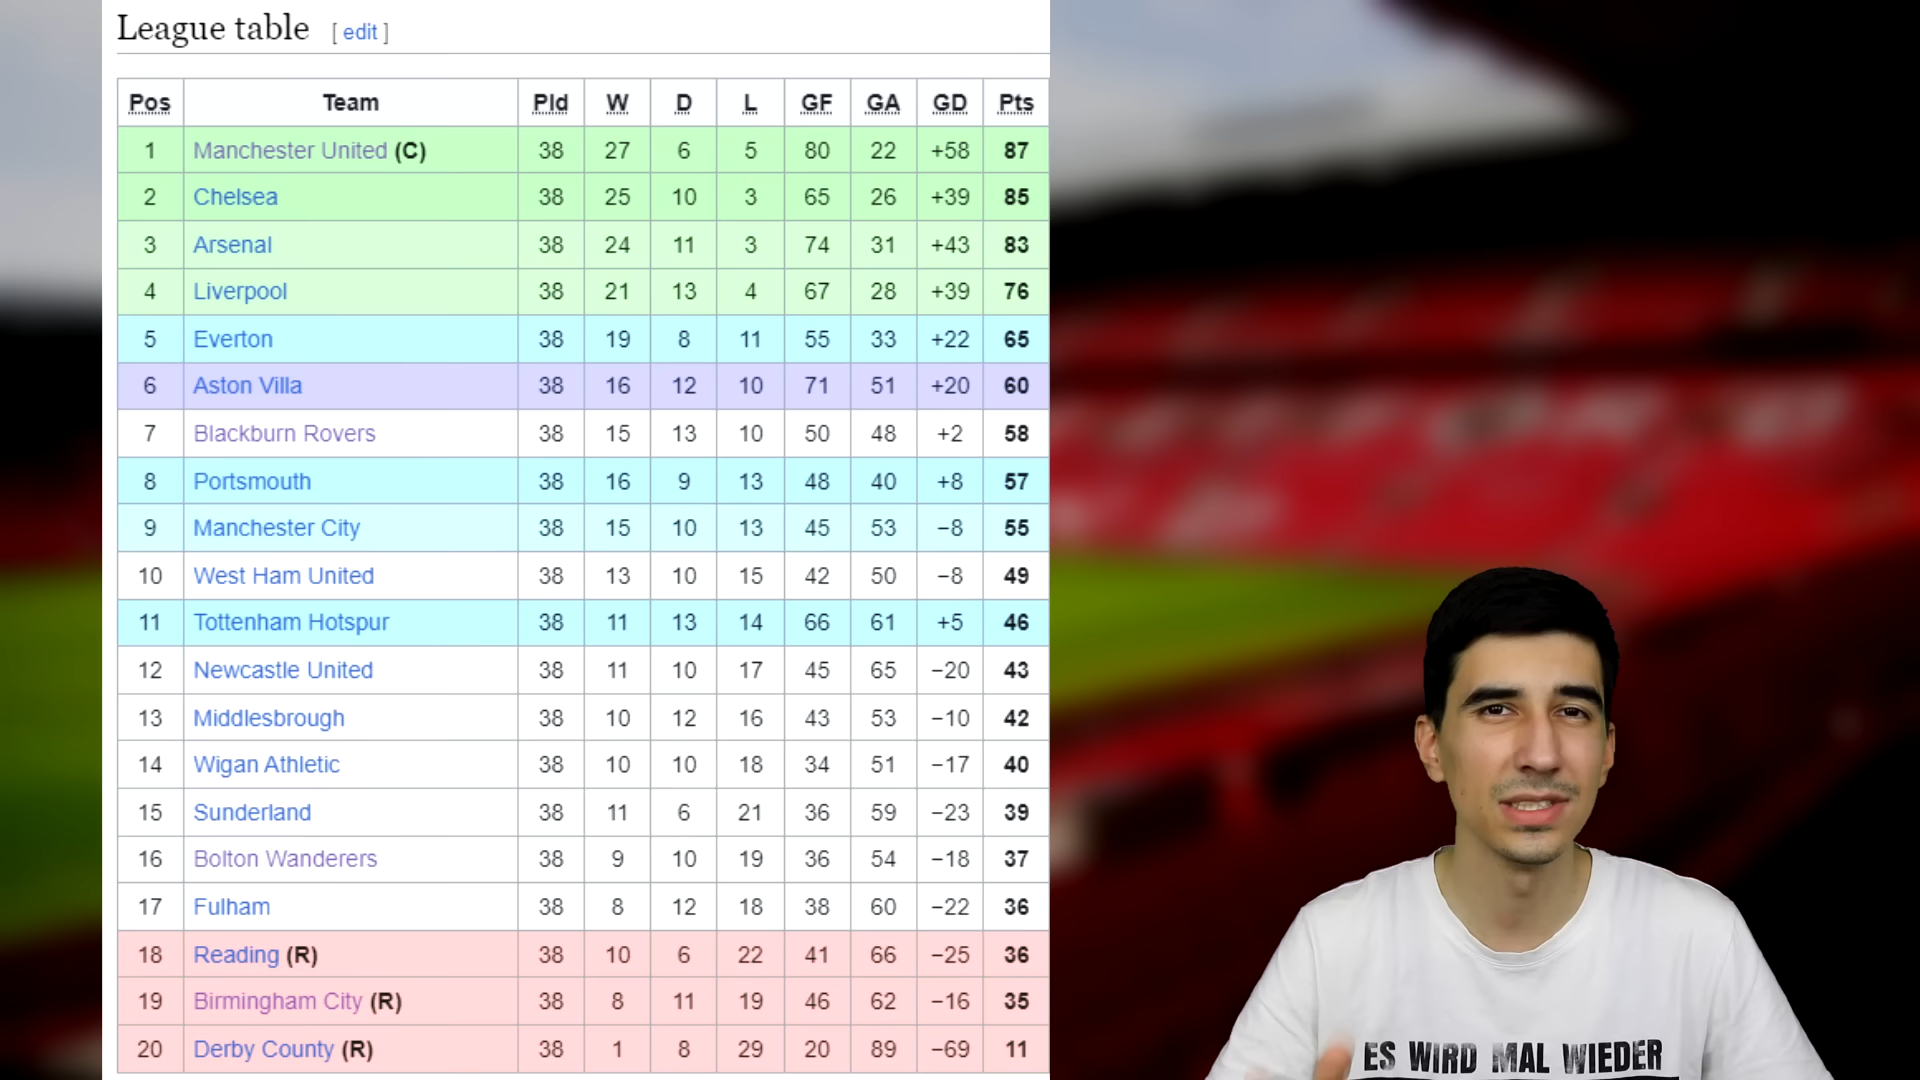 League table [ edit ]
Pos Team Pld W D L GF GA GD Pts
1 Manchester United (C) 38 27 6 5 80 22 +58 87
2 Chelsea 38 25 10 3 65 26 +39 85
3 Arsenal 38 24 11 3 74 31 +43 83
4 Liverpool 38 21 13 4 67 28 +39 76
5 Everton 38 19 8 11 55 33 +22 65
6 Aston Villa 38 16 12 10 71 51 +20 60
7 Blackburn Rovers 38 15 13 10 50 48 +2 58
8 Portsmouth 38 16 9 13 48 40 +8 57
9 Manchester City 38 15 10 13 45 53 −8 55
10 West Ham United 38 13 10 15 42 50 −8 49
11 Tottenham Hotspur 38 11 13 14 66 61 +5 46
12 Newcastle United 38 11 10 17 45 65 −20 43
13 Middlesbrough 38 10 12 16 43 53 −10 42
14 Wigan Athletic 38 10 10 18 34 51 −17 40
15 Sunderland 38 11 6 21 36 59 −23 39
16 Bolton Wanderers 38 9 10 19 36 54 −18 37
17 Fulham 38 8 12 18 38 60 −22 36
18 Reading (R) 38 10 6 22 41 66 −25 36
19 Birmingham City (R) 38 8 11 19 46 62 −16 35
20 Derby County (R) 38 1 8 29 20 89 −69 11
ES WIRD MAL WIEDER